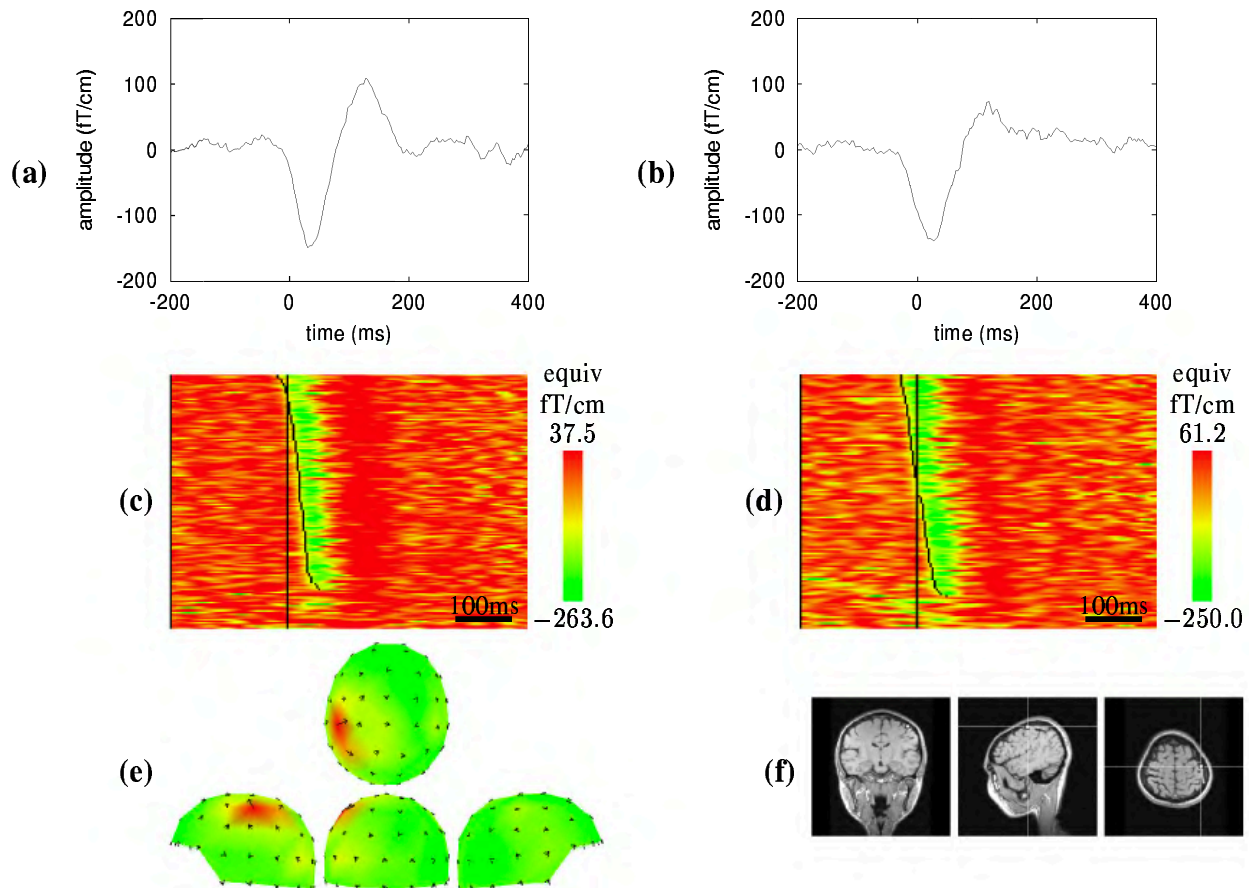 200
100
0
-100
-200
-200 0 200 400
amplitude (fT/cm)
time (ms)
(a)
200
100
0
-100
-200
-200 0 200 400
amplitude (fT/cm)
time (ms)
(b)
(c)
100ms
equiv
fT/cm
37.5
−263.6
(d)
100ms
equiv
fT/cm
61.2
−250.0
(e)
(f)